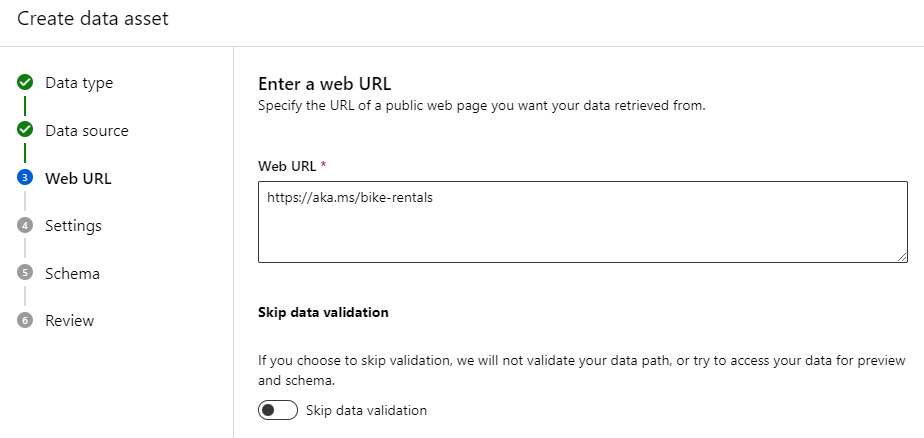 Create data asset
Data type
Data source
3 Web URL
4 Settings
5 Schema
6 Review
Enter a web URL
Specify the URL of a public web page you want your data retrieved from.
Web URL *
https://aka.ms/bike-rentals
Skip data validation
If you choose to skip validation, we will not validate your data path, or try to access your data for preview
and schema.
Skip data validation